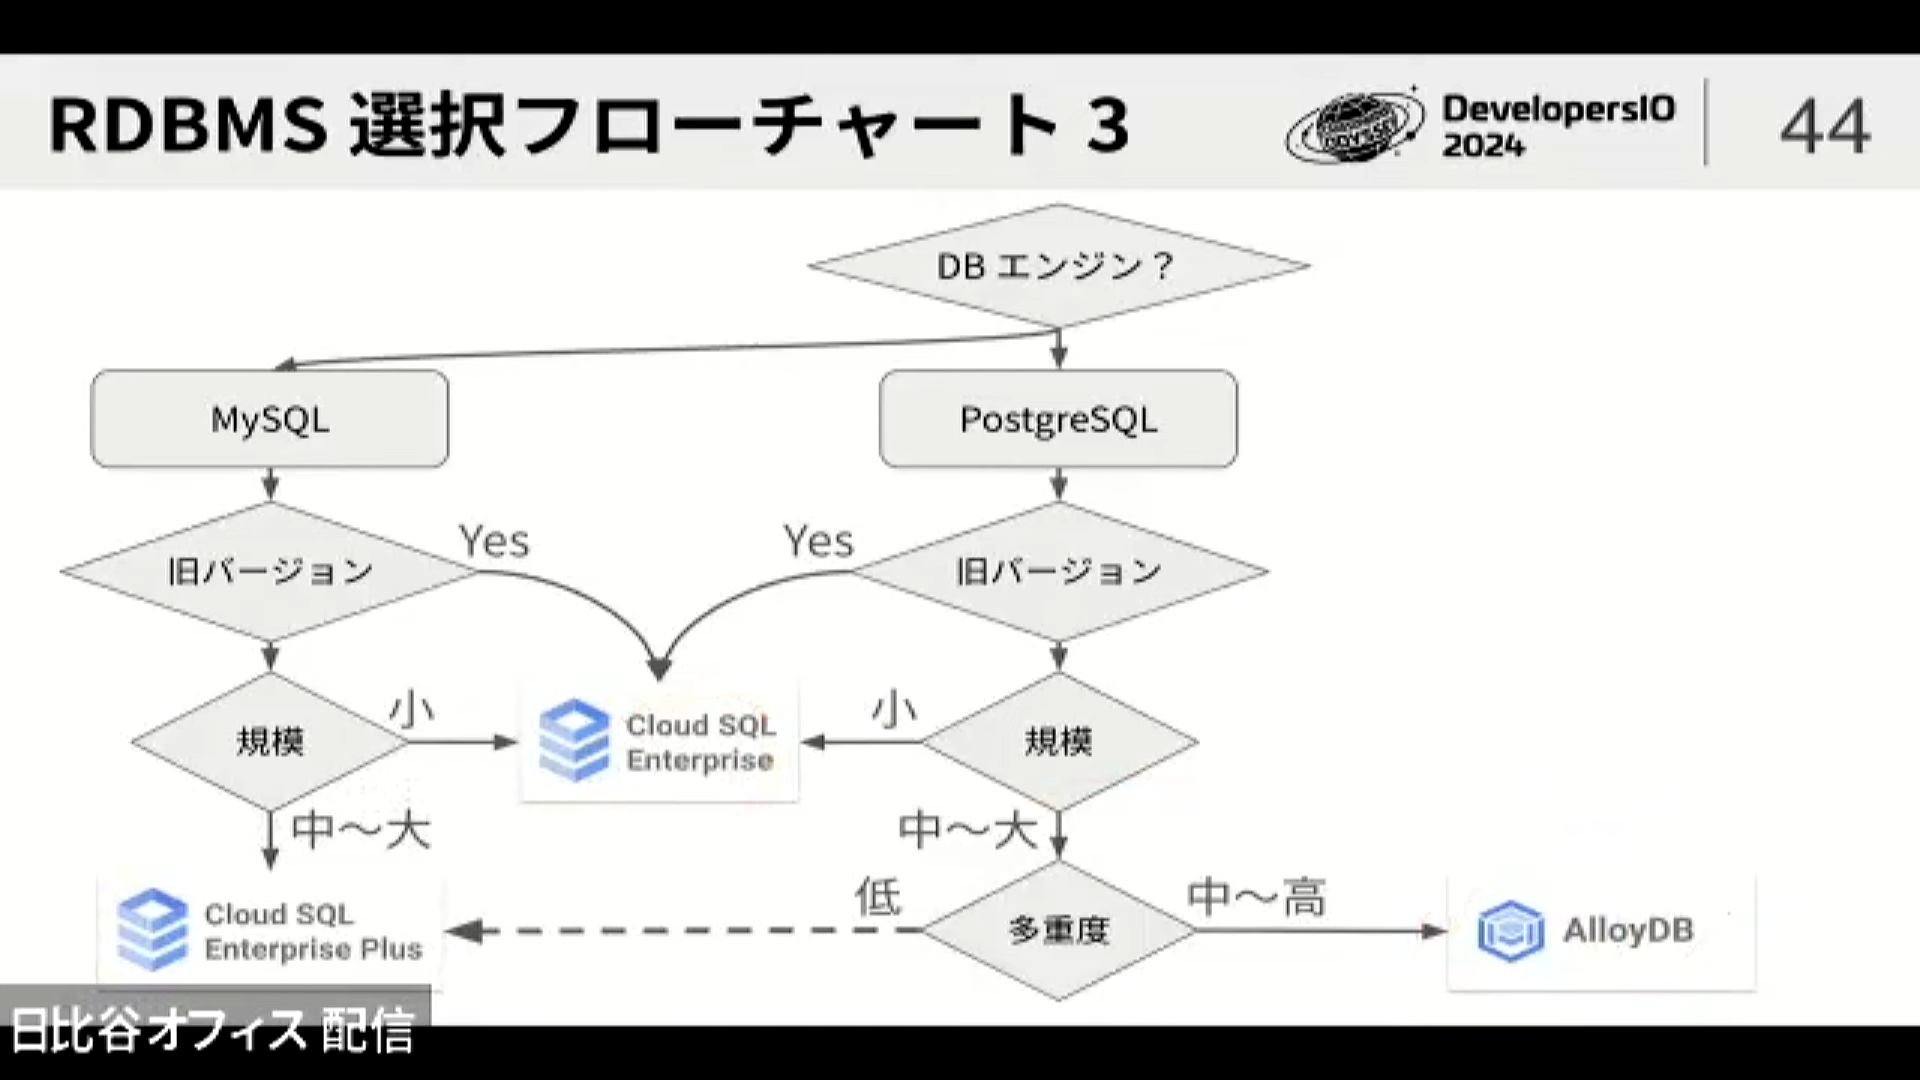 RDBMS 選択フローチャート 3
DevelopersIO
2024
44
DB エンジン？
MySQL
PostgreSQL
旧バージョン
Yes
Yes
旧バージョン
規模
小
Cloud SQL
Enterprise
小
規模
中〜大
中〜大
Cloud SQL
Enterprise Plus
低
多重度
中〜高
AlloyDB
日比谷オフィス 配信